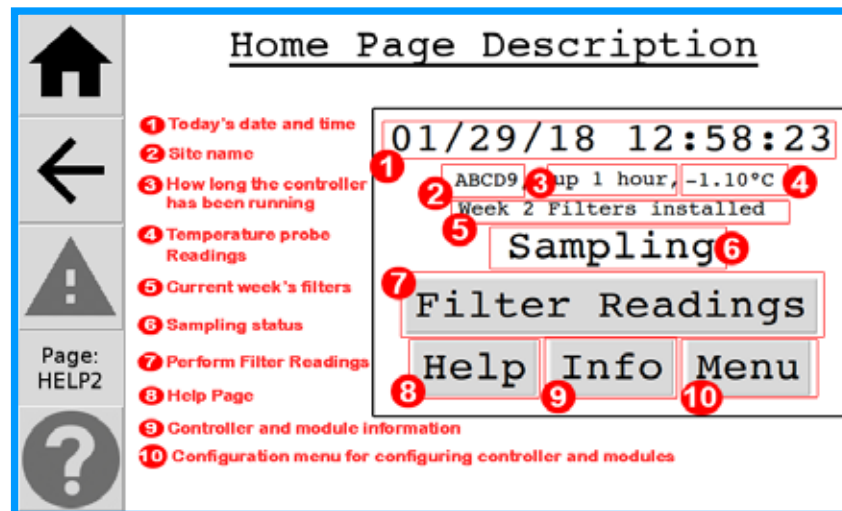 Home Page Description
1 Today's date and time
2 Site name
3 How long the controller
has been running
4 Temperature probe
Readings
5 Current week's filters
6 Sampling status
7 Perform Filter Readings
8 Help Page
9 Controller and module information
10 Configuration menu for configuring controller and modules
01/29/18 12:58:23
1
ABCD9, up 1 hour, -1.10°C
2 3 4
Week 2 Filters installed
5
Sampling 6
7
Filter Readings
Help Info Menu
8 9 10
Page:
HELP2